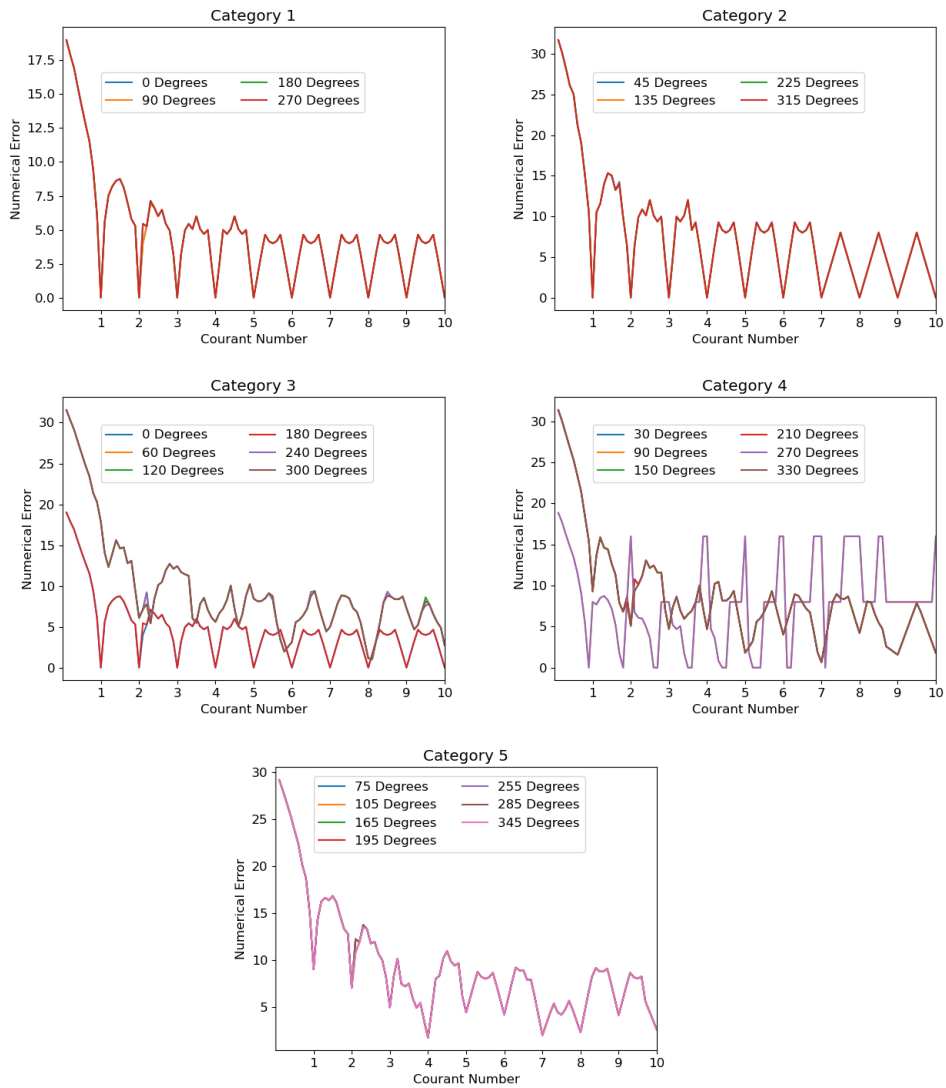 Category 1
17.5
15.0
12.5
10.0
7.5
5.0
2.5
0.0
Numerical Error
0 Degrees
90 Degrees
180 Degrees
270 Degrees
1 2 3 4 5 6 7 8 9 10
Courant Number
Category 2
30
25
20
15
10
5
0
Numerical Error
45 Degrees
135 Degrees
225 Degrees
315 Degrees
1 2 3 4 5 6 7 8 9 10
Courant Number
Category 3
30
25
20
15
10
5
0
Numerical Error
0 Degrees
60 Degrees
120 Degrees
180 Degrees
240 Degrees
300 Degrees
1 2 3 4 5 6 7 8 9 10
Courant Number
Category 4
30
25
20
15
10
5
0
Numerical Error
30 Degrees
90 Degrees
150 Degrees
210 Degrees
270 Degrees
330 Degrees
1 2 3 4 5 6 7 8 9 10
Courant Number
Category 5
30
25
20
15
10
5
Numerical Error
75 Degrees
105 Degrees
165 Degrees
195 Degrees
255 Degrees
285 Degrees
345 Degrees
1 2 3 4 5 6 7 8 9 10
Courant Number